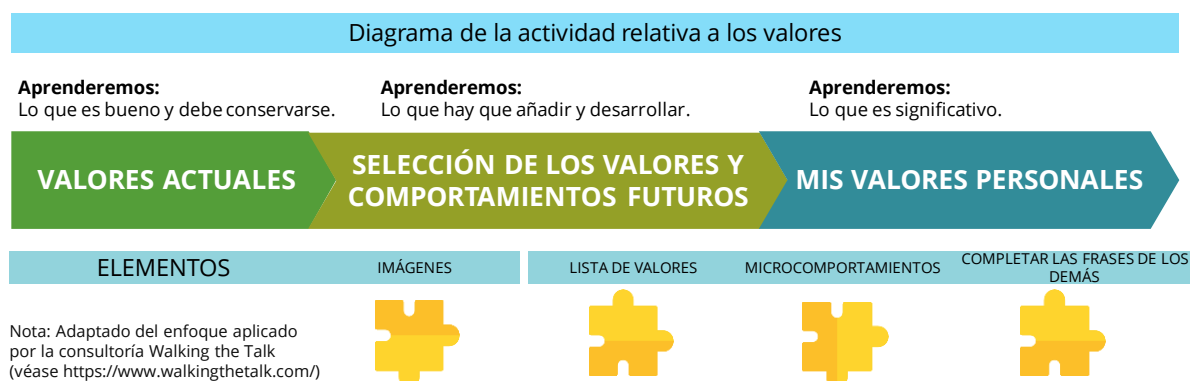 Diagrama de la actividad relativa a los valores
Aprenderemos:
Lo que es bueno y debe conservarse.
Aprenderemos:
Lo que hay que añadir y desarrollar.
Aprenderemos:
Lo que es significativo.
VALORES ACTUALES
SELECCIÓN DE LOS VALORES Y
COMPORTAMIENTOS FUTUROS
MIS VALORES PERSONALES
ELEMENTOS
IMÁGENES
LISTA DE VALORES
MICROCOMPORTAMIENTOS
COMPLETAR LAS FRASES DE LOS
DEMÁS
Nota: Adaptado del enfoque aplicado
por la consultoría Walking the Talk
(véase https://www.walkingthetalk.com/)